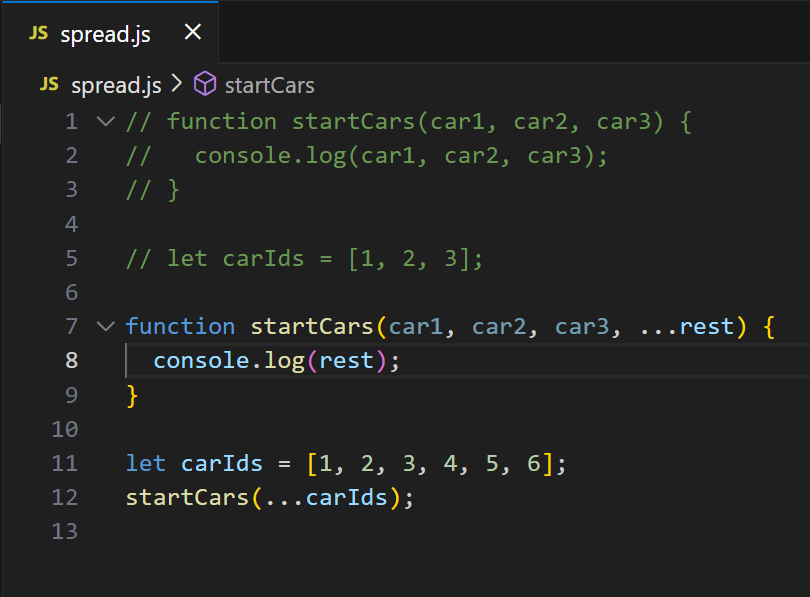 JS spread.js ×
JS spread.js > startCars
1 // function startCars(car1, car2, car3) {
2 //   console.log(car1, car2, car3);
3 // }
4
5 // let carIds = [1, 2, 3];
6
7 function startCars(car1, car2, car3, ...rest) {
8   console.log(rest);
9 }
10
11 let carIds = [1, 2, 3, 4, 5, 6];
12 startCars(...carIds);
13